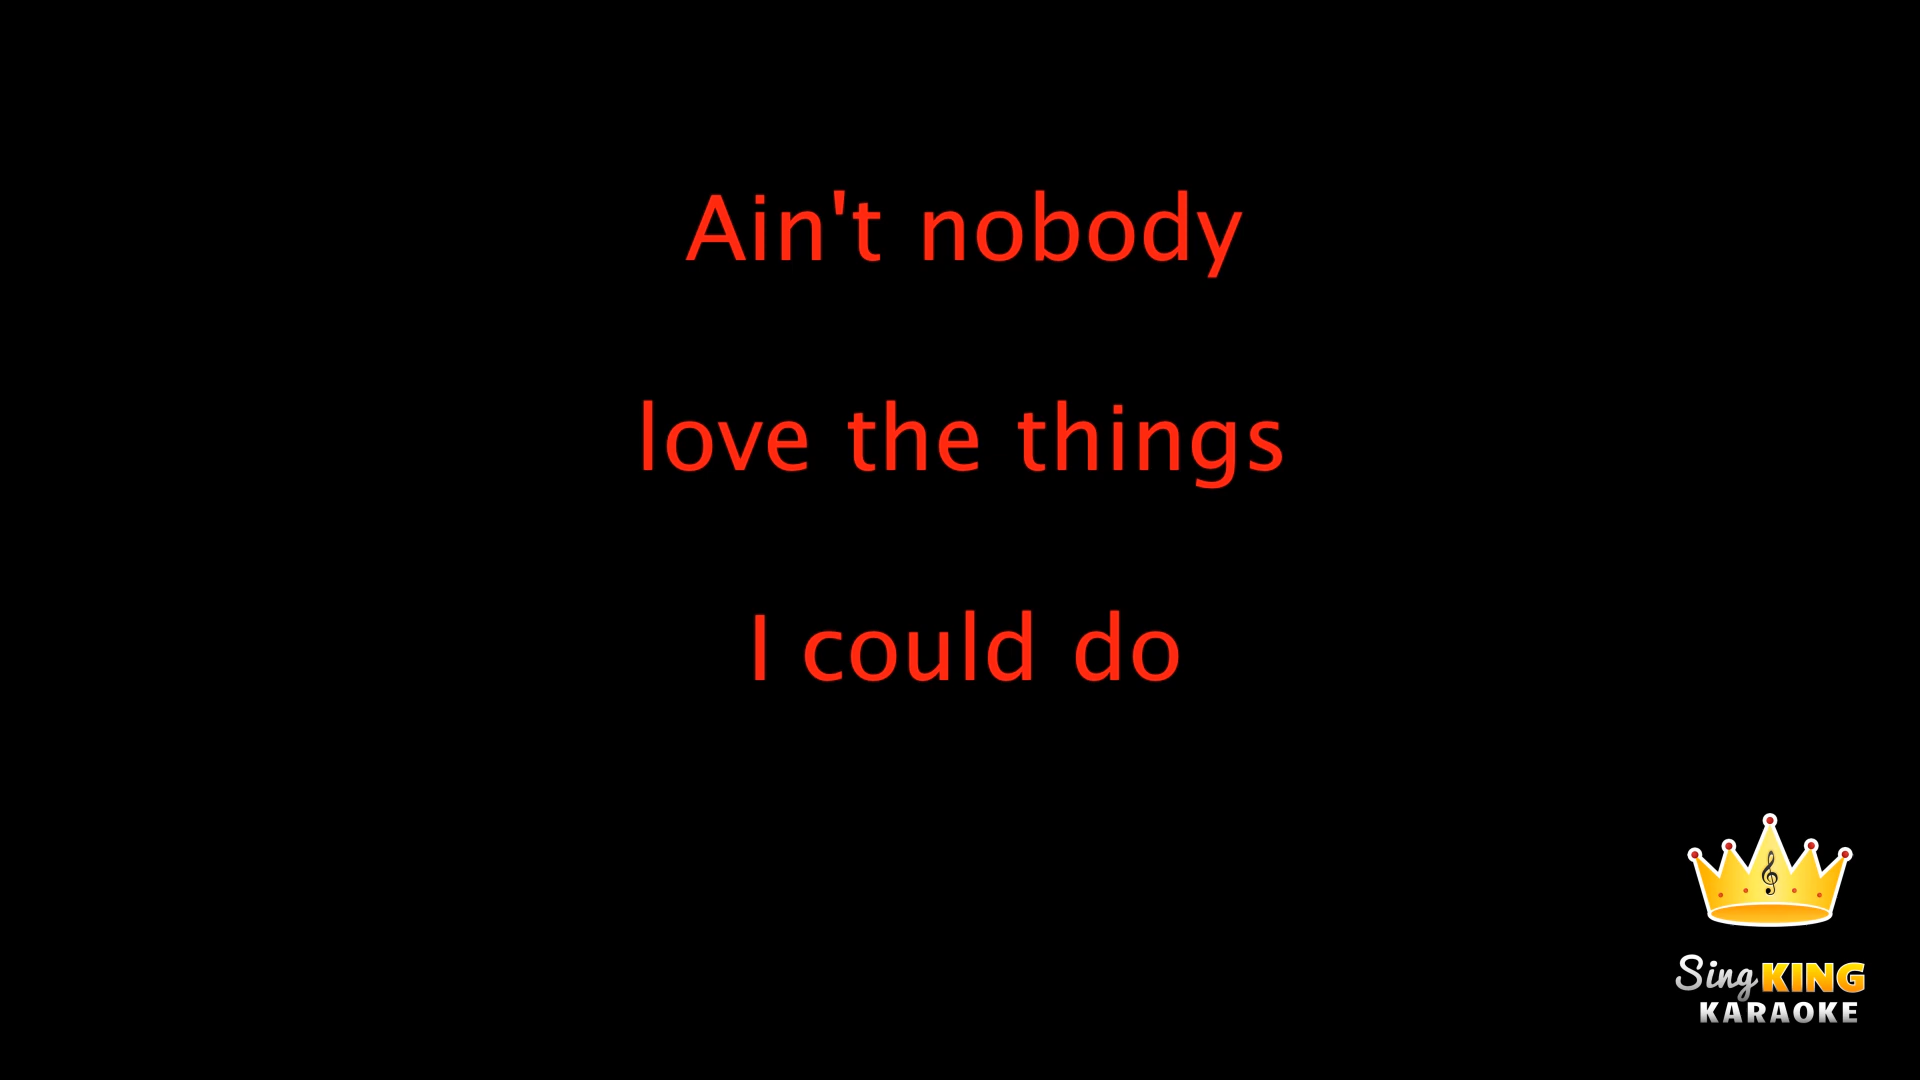 Ain't nobody
love the things
I could do
Sing KING
KARAOKE